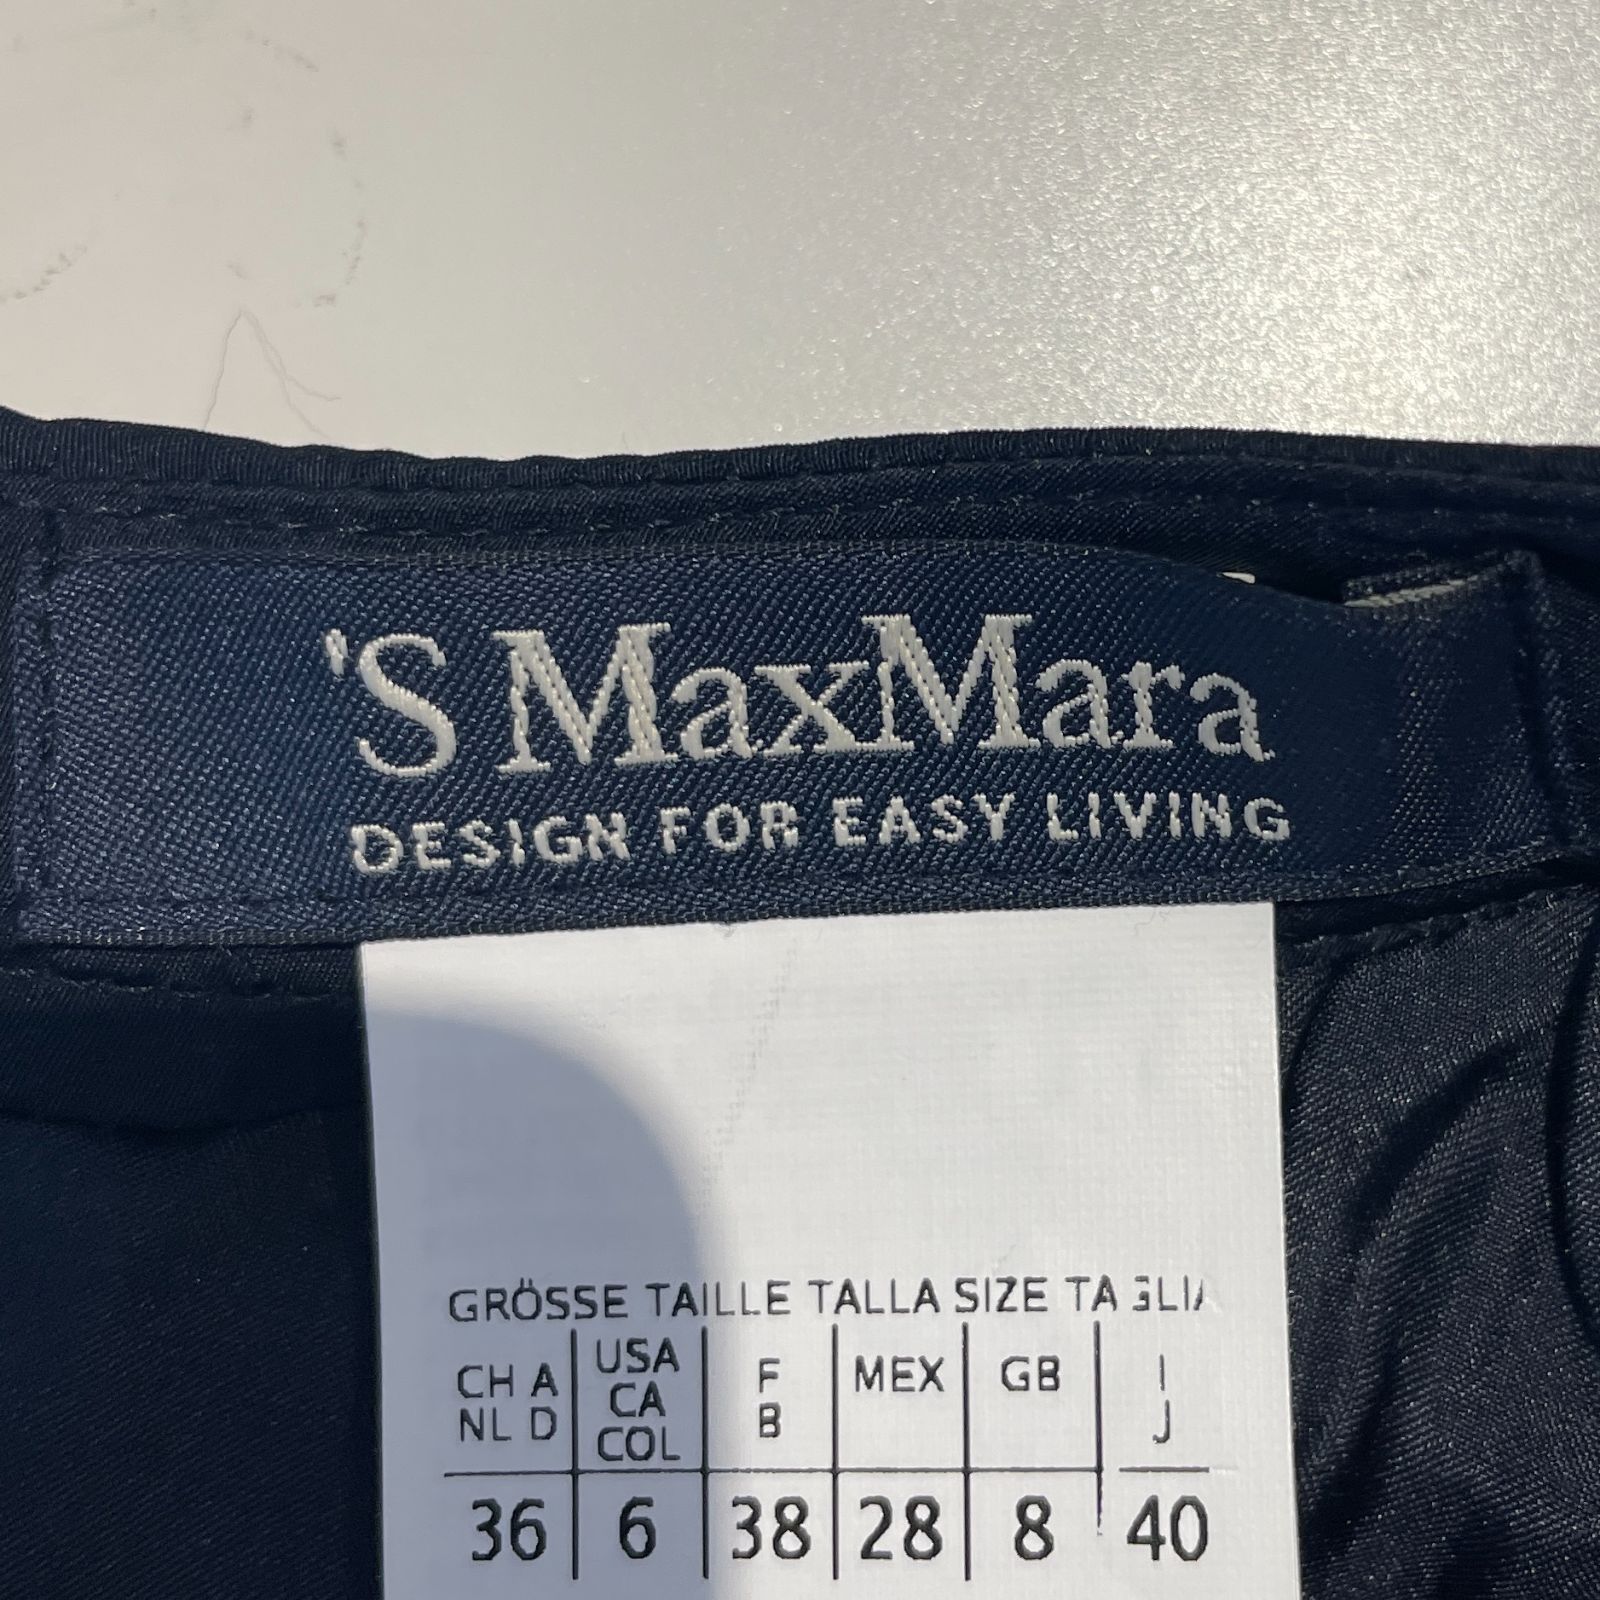 'S MaxMara
DESIGN FOR EASY LIVING
GRÖSSE TAILLE TALLA SIZE TAGLIA
CH A
NL D
USA
CA
COL
F
B
MEX
GB
I
J
36
6
38
28
8
40